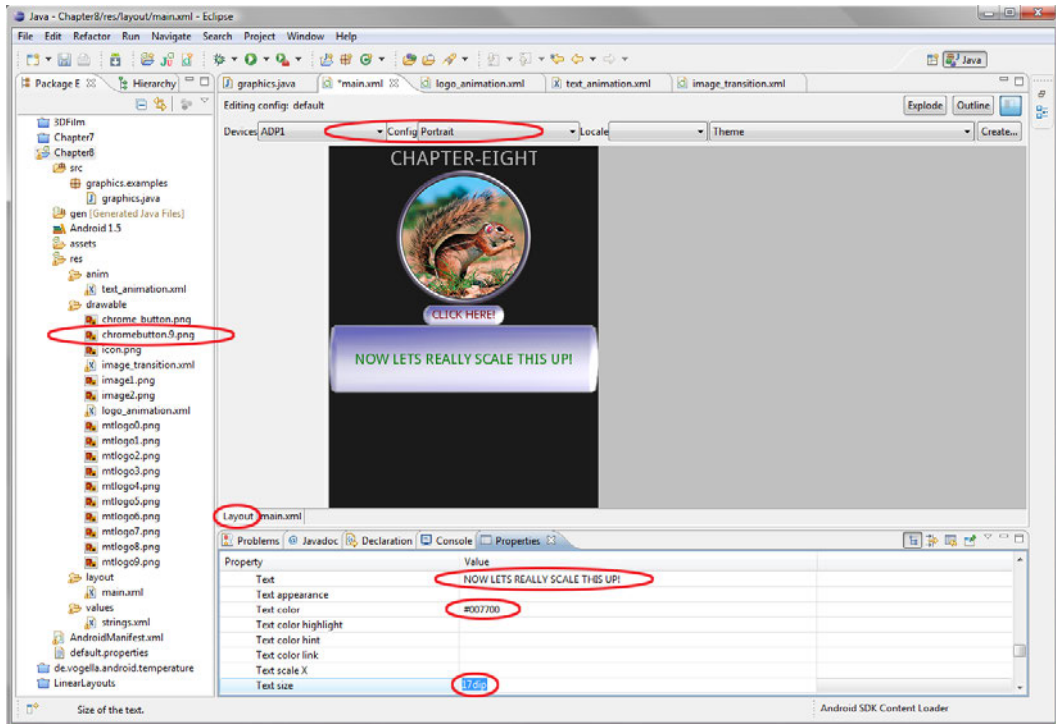 Java - Chapter8/res/layout/main.xml - Eclipse
File Edit Refactor Run Navigate Search Project Window Help
Java
Package E Hierarchy
graphics.java *main.xml logo_animation.xml text_animation.xml image_transition.xml
Editing config: default
Explode Outline
Devices ADP1 Config Portrait Locale Theme Create...
3DFilm
Chapter7
Chapter8
src
graphics.examples
graphics.java
gen [Generated Java Files]
Android 1.5
assets
res
anim
text_animation.xml
drawable
chrome_button.png
chromebutton.9.png
icon.png
image_transition.xml
image1.png
image2.png
logo_animation.xml
mtlogo0.png
mtlogo1.png
mtlogo2.png
mtlogo3.png
mtlogo4.png
mtlogo5.png
mtlogo6.png
mtlogo7.png
mtlogo8.png
mtlogo9.png
layout
main.xml
values
strings.xml
AndroidManifest.xml
default.properties
de.vogella.android.temperature
LinearLayouts
CHAPTER-EIGHT
CLICK HERE!
NOW LETS REALLY SCALE THIS UP!
Layout main.xml
Problems @ Javadoc Declaration Console Properties
Property Value
Text NOW LETS REALLY SCALE THIS UP!
Text appearance
Text color #007700
Text color highlight
Text color hint
Text color link
Text scale X
Text size 17dip
Size of the text.
Android SDK Content Loader